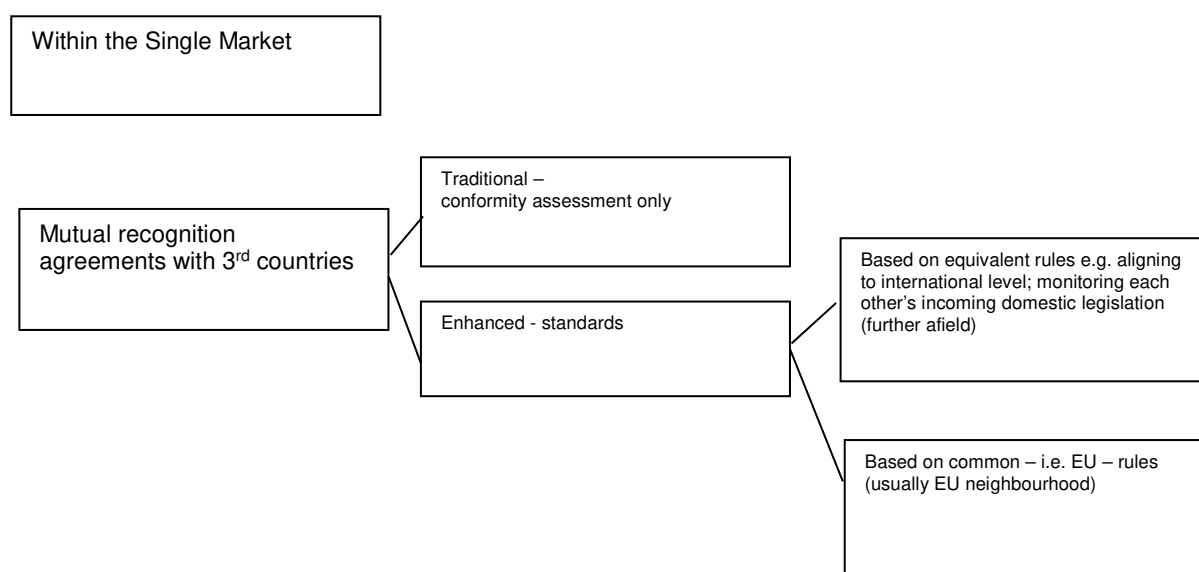 Within the Single Market
Traditional –
conformity assessment only
Mutual recognition
agreements with 3rd countries
Enhanced - standards
Based on equivalent rules e.g. aligning
to international level; monitoring each
other’s incoming domestic legislation
(further afield)
Based on common – i.e. EU – rules
(usually EU neighbourhood)